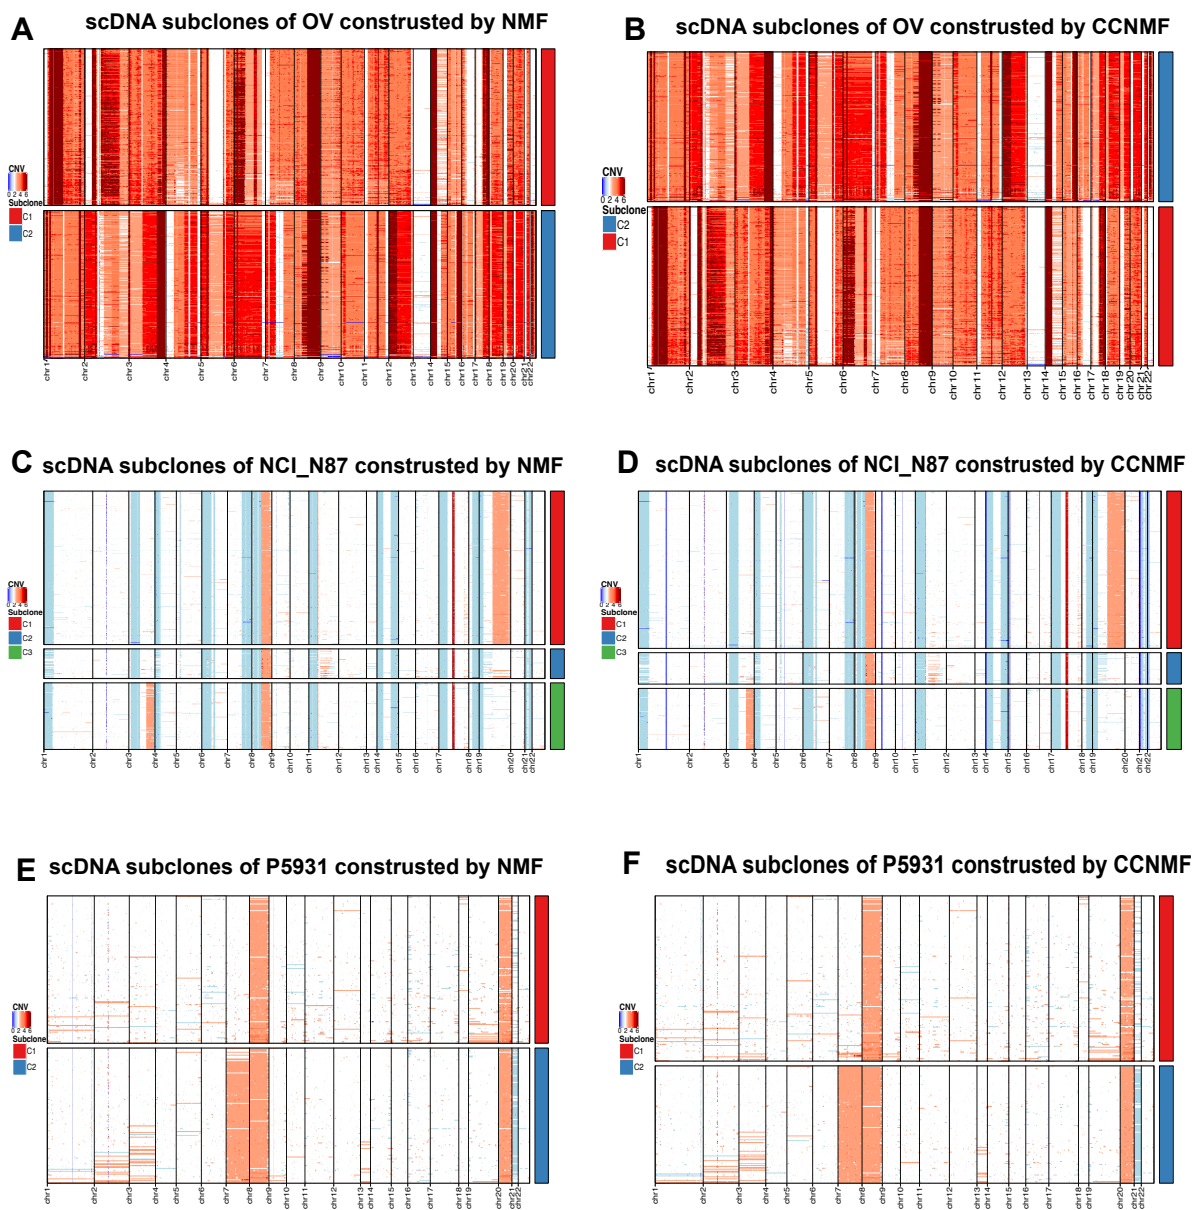 A scDNA subclones of OV construsted by NMF
CNV
0 2 4 6
Subclone
C1
C2
chr1 chr2 chr3 chr4 chr5 chr6 chr7 chr8 chr9 chr10 chr11 chr12 chr13 chr14 chr15 chr16 chr17 chr18 chr19 chr20 chr21 chr22
B scDNA subclones of OV construsted by CCNMF
CNV
0 2 4 6
Subclone
C2
C1
chr1 chr2 chr3 chr4 chr5 chr6 chr7 chr8 chr9 chr10 chr11 chr12 chr13 chr14 chr15 chr16 chr17 chr18 chr19 chr20 chr21 chr22
C scDNA subclones of NCI_N87 construsted by NMF
CNV
0 2 4 6
Subclone
C1
C2
C3
chr1 chr2 chr3 chr4 chr5 chr6 chr7 chr8 chr9 chr10 chr11 chr12 chr13 chr14 chr15 chr16 chr17 chr18 chr19 chr20 chr21 chr22
D scDNA subclones of NCI_N87 construsted by CCNMF
CNV
0 2 4 6
Subclone
C1
C2
C3
chr1 chr2 chr3 chr4 chr5 chr6 chr7 chr8 chr9 chr10 chr11 chr12 chr13 chr14 chr15 chr16 chr17 chr18 chr19 chr20 chr21 chr22
E scDNA subclones of P5931 construsted by NMF
CNV
0 2 4 6
Subclone
C1
C2
chr1 chr2 chr3 chr4 chr5 chr6 chr7 chr8 chr9 chr10 chr11 chr12 chr13 chr14 chr15 chr16 chr17 chr18 chr19 chr20 chr21 chr22
F scDNA subclones of P5931 construsted by CCNMF
CNV
0 2 4 6
Subclone
C1
C2
chr1 chr2 chr3 chr4 chr5 chr6 chr7 chr8 chr9 chr10 chr11 chr12 chr13 chr14 chr15 chr16 chr17 chr18 chr19 chr20 chr21 chr22